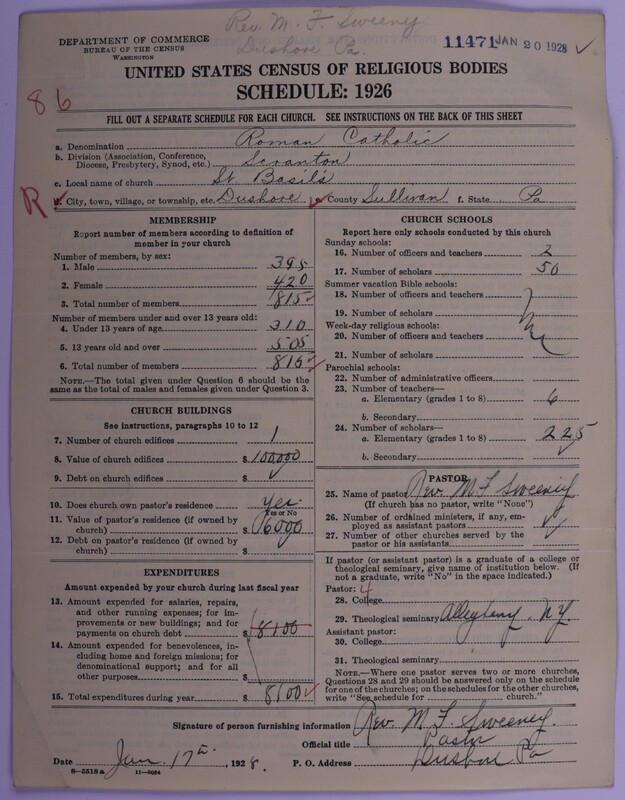 Rev. M. F. Sweeny
Dushore Pa.
DEPARTMENT OF COMMERCE
BUREAU OF THE CENSUS
WASHINGTON
11471 JAN 20 1928
UNITED STATES CENSUS OF RELIGIOUS BODIES
SCHEDULE: 1926
86
FILL OUT A SEPARATE SCHEDULE FOR EACH CHURCH. SEE INSTRUCTIONS ON THE BACK OF THIS SHEET
a. Denomination Roman Catholic
b. Division (Association, Conference, Diocese, Presbytery, Synod, etc.) Scranton
c. Local name of church St Basil's
R
d. City, town, village, or township, etc. Dushore e. County Sullivan f. State Pa
MEMBERSHIP
Report number of members according to definition of
member in your church
Number of members, by sex:
1. Male 395
2. Female 420
3. Total number of members 815
Number of members under and over 13 years old:
4. Under 13 years of age 310
5. 13 years old and over 505
6. Total number of members 815
NOTE.—The total given under Question 6 should be
same as the total of males and females given under Question 3.
CHURCH BUILDINGS
See instructions, paragraphs 10 to 12
7. Number of church edifices 1
8. Value of church edifices $100,000
9. Debt on church edifices $
10. Does church own pastor's residence yes
Yes or No
11. Value of pastor's residence (if owned by
church) $ 16000
12. Debt on pastor's residence (if owned by
church) $
EXPENDITURES
Amount expended by your church during last fiscal year
13. Amount expended for salaries, repairs,
and other running expenses; for im-
provements or new buildings; and for
payments on church debt $ 8100
14. Amount expended for benevolences, in-
cluding home and foreign missions; for
denominational support; and for all
other purposes $
15. Total expenditures during year $ 8100
CHURCH SCHOOLS
Report here only schools conducted by this church
Sunday schools:
16. Number of officers and teachers 2
17. Number of scholars 50
Summer vacation Bible schools:
18. Number of officers and teachers
19. Number of scholars
Week-day religious schools:
20. Number of officers and teachers
21. Number of scholars
Parochial schools:
22. Number of administrative officers
23. Number of teachers—
a. Elementary (grades 1 to 8) 6
b. Secondary
24. Number of scholars—
a. Elementary (grades 1 to 8) 225
b. Secondary
PASTOR
25. Name of pastor Rev. M F Sweeny
(If church has no pastor, write "None")
26. Number of ordained ministers, if any, em-
ployed as assistant pastors
27. Number of other churches served by the
pastor or his assistants
If pastor (or assistant pastor) is a graduate of a college or
theological seminary, give name of institution below. (If
not a graduate, write "No" in the space indicated.)
Pastor: 4
28. College
29. Theological seminary Allegheny. N.Y.
Assistant pastor:
30. College
31. Theological seminary
NOTE.—Where one pastor serves two or more churches,
Questions 28 and 29 should be answered only on the schedule
for one of the churches; on the schedules for the other churches,
write "See schedule for church."
Signature of person furnishing information Rev. M. F. Sweeney.
Official title Pastor
Date Jan. 17th, 1928. P. O. Address Dushore Pa
8—5518a 11—9034